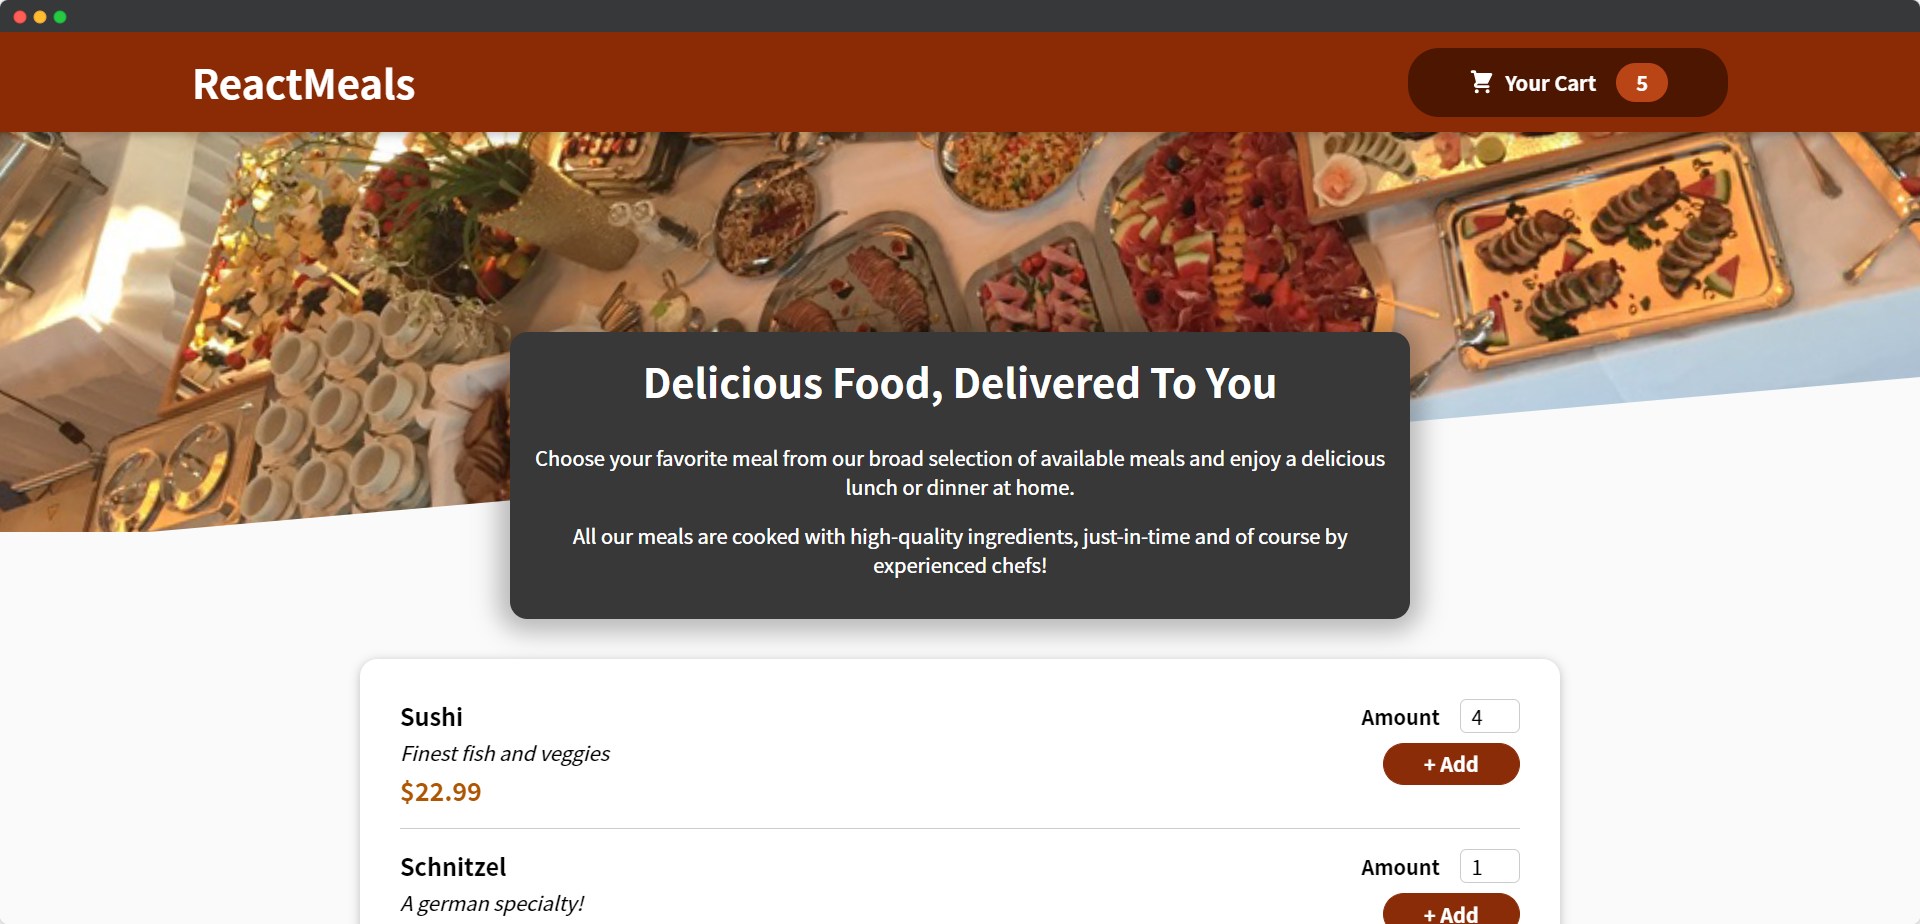 ReactMeals
Your Cart 5
Delicious Food, Delivered To You
Choose your favorite meal from our broad selection of available meals and enjoy a delicious
lunch or dinner at home.
All our meals are cooked with high-quality ingredients, just-in-time and of course by
experienced chefs!
Sushi
Finest fish and veggies
$22.99
Amount 4
+ Add
Schnitzel
A german specialty!
Amount 1
+ Add